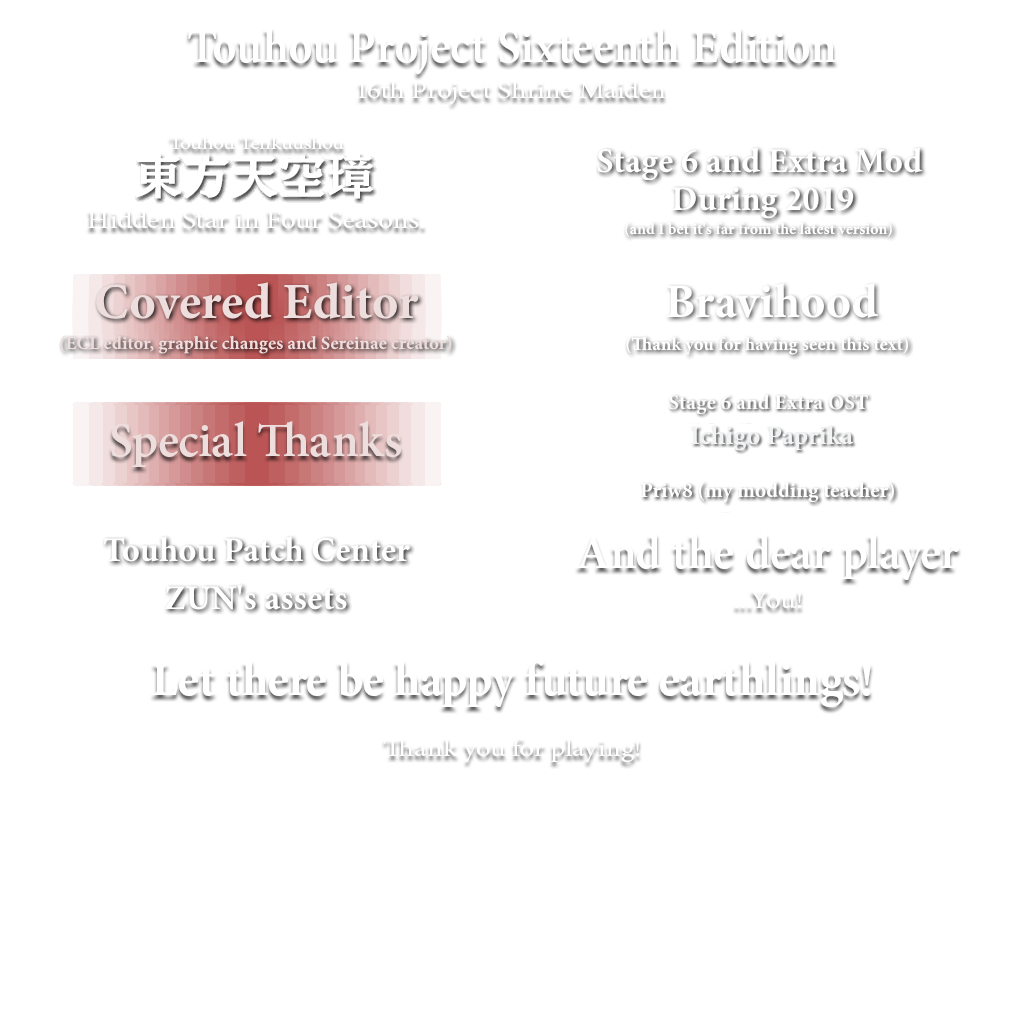 Touhou Project Sixteenth Edition
16th Project Shrine Maiden
Touhou Tenkuushou
東方天空璋
Hidden Star in Four Seasons.
Stage 6 and Extra Mod
During 2019
(and I bet it's far from the latest version)
Covered Editor
(ECL editor, graphic changes and Sereinae creator)
Bravihood
(Thank you for having seen this text)
Special Thanks
Stage 6 and Extra OST
Ichigo Paprika
Priw8 (my modding teacher)
Touhou Patch Center
ZUN's assets
And the dear player
...You!
Let there be happy future earthlings!
Thank you for playing!